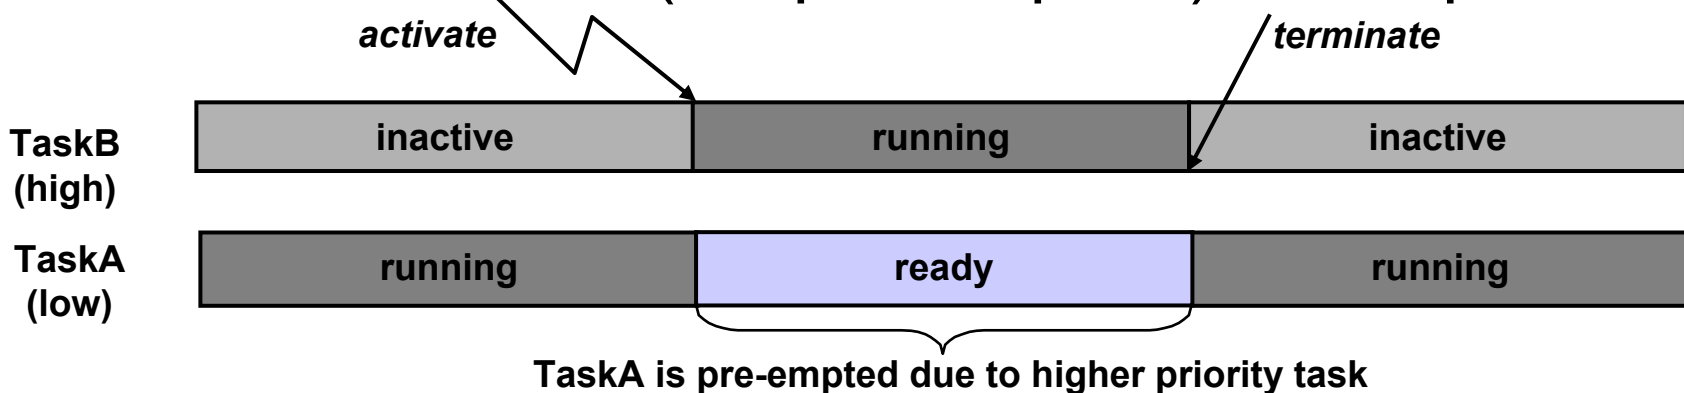 activate
terminate
TaskB
(high)
inactive
running
inactive
TaskA
(low)
running
ready
running
TaskA is pre-empted due to higher priority task